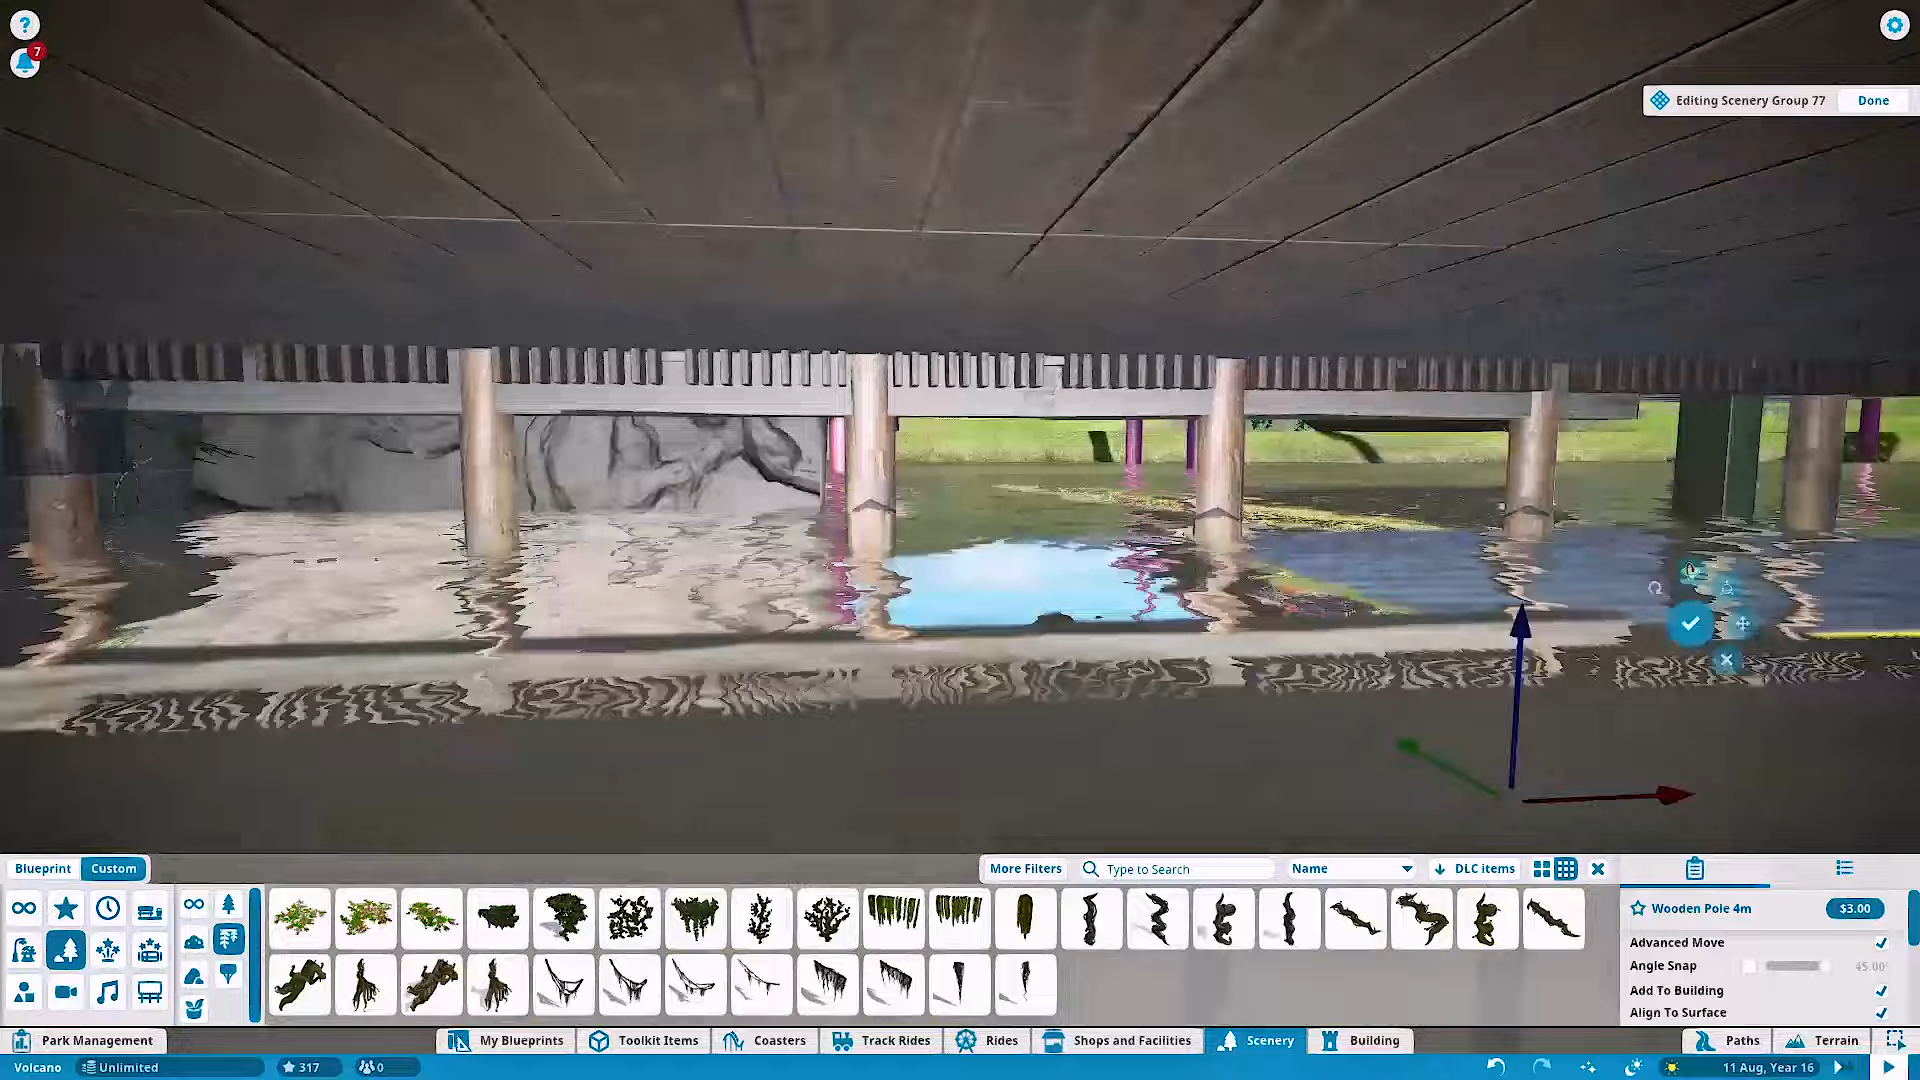 ?
7
Editing Scenery Group 77
Done
Blueprint
Custom
More Filters
Type to Search
Name
DLC items
Wooden Pole 4m
$3.00
Advanced Move
Angle Snap
45.00°
Add To Building
Align To Surface
Park Management
My Blueprints
Toolkit Items
Coasters
Track Rides
Rides
Shops and Facilities
Scenery
Building
Paths
Terrain
Volcano
Unlimited
317
0
11 Aug, Year 16